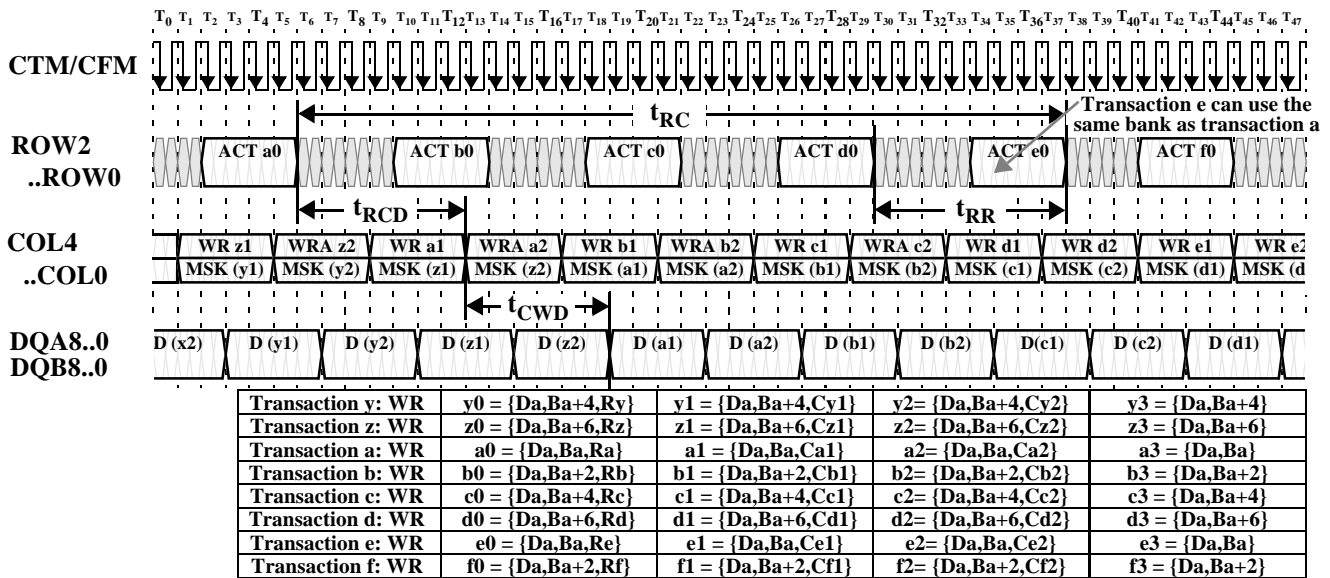 T0 T1 T2 T3 T4 T5 T6 T7 T8 T9 T10 T11 T12 T13 T14 T15 T16 T17 T18 T19 T20 T21 T22 T23 T24 T25 T26 T27 T28 T29 T30 T31 T32 T33 T34 T35 T36 T37 T38 T39 T40 T41 T42 T43 T44 T45 T46 T47
CTM/CFM
tRC
Transaction e can use the
same bank as transaction a
ROW2
..ROW0
ACT a0 ACT b0 ACT c0 ACT d0 ACT e0 ACT f0
tRCD tRR
COL4
..COL0
WR z1 WRA z2 WR a1 WRA a2 WR b1 WRA b2 WR c1 WRA c2 WR d1 WR d2 WR e1 WR e2
MSK (y1) MSK (y2) MSK (z1) MSK (z2) MSK (a1) MSK (a2) MSK (b1) MSK (b2) MSK (c1) MSK (c2) MSK (d1) MSK (d
tCWD
DQA8..0
DQB8..0
D (x2) D (y1) D (y2) D (z1) D (z2) D (a1) D (a2) D (b1) D (b2) D(c1) D (c2) D (d1)
Transaction y: WR y0 = {Da,Ba+4,Ry} y1 = {Da,Ba+4,Cy1} y2= {Da,Ba+4,Cy2} y3 = {Da,Ba+4}
Transaction z: WR z0 = {Da,Ba+6,Rz} z1 = {Da,Ba+6,Cz1} z2= {Da,Ba+6,Cz2} z3 = {Da,Ba+6}
Transaction a: WR a0 = {Da,Ba,Ra} a1 = {Da,Ba,Ca1} a2= {Da,Ba,Ca2} a3 = {Da,Ba}
Transaction b: WR b0 = {Da,Ba+2,Rb} b1 = {Da,Ba+2,Cb1} b2= {Da,Ba+2,Cb2} b3 = {Da,Ba+2}
Transaction c: WR c0 = {Da,Ba+4,Rc} c1 = {Da,Ba+4,Cc1} c2= {Da,Ba+4,Cc2} c3 = {Da,Ba+4}
Transaction d: WR d0 = {Da,Ba+6,Rd} d1 = {Da,Ba+6,Cd1} d2= {Da,Ba+6,Cd2} d3 = {Da,Ba+6}
Transaction e: WR e0 = {Da,Ba,Re} e1 = {Da,Ba,Ce1} e2= {Da,Ba,Ce2} e3 = {Da,Ba}
Transaction f: WR f0 = {Da,Ba+2,Rf} f1 = {Da,Ba+2,Cf1} f2= {Da,Ba+2,Cf2} f3 = {Da,Ba+2}